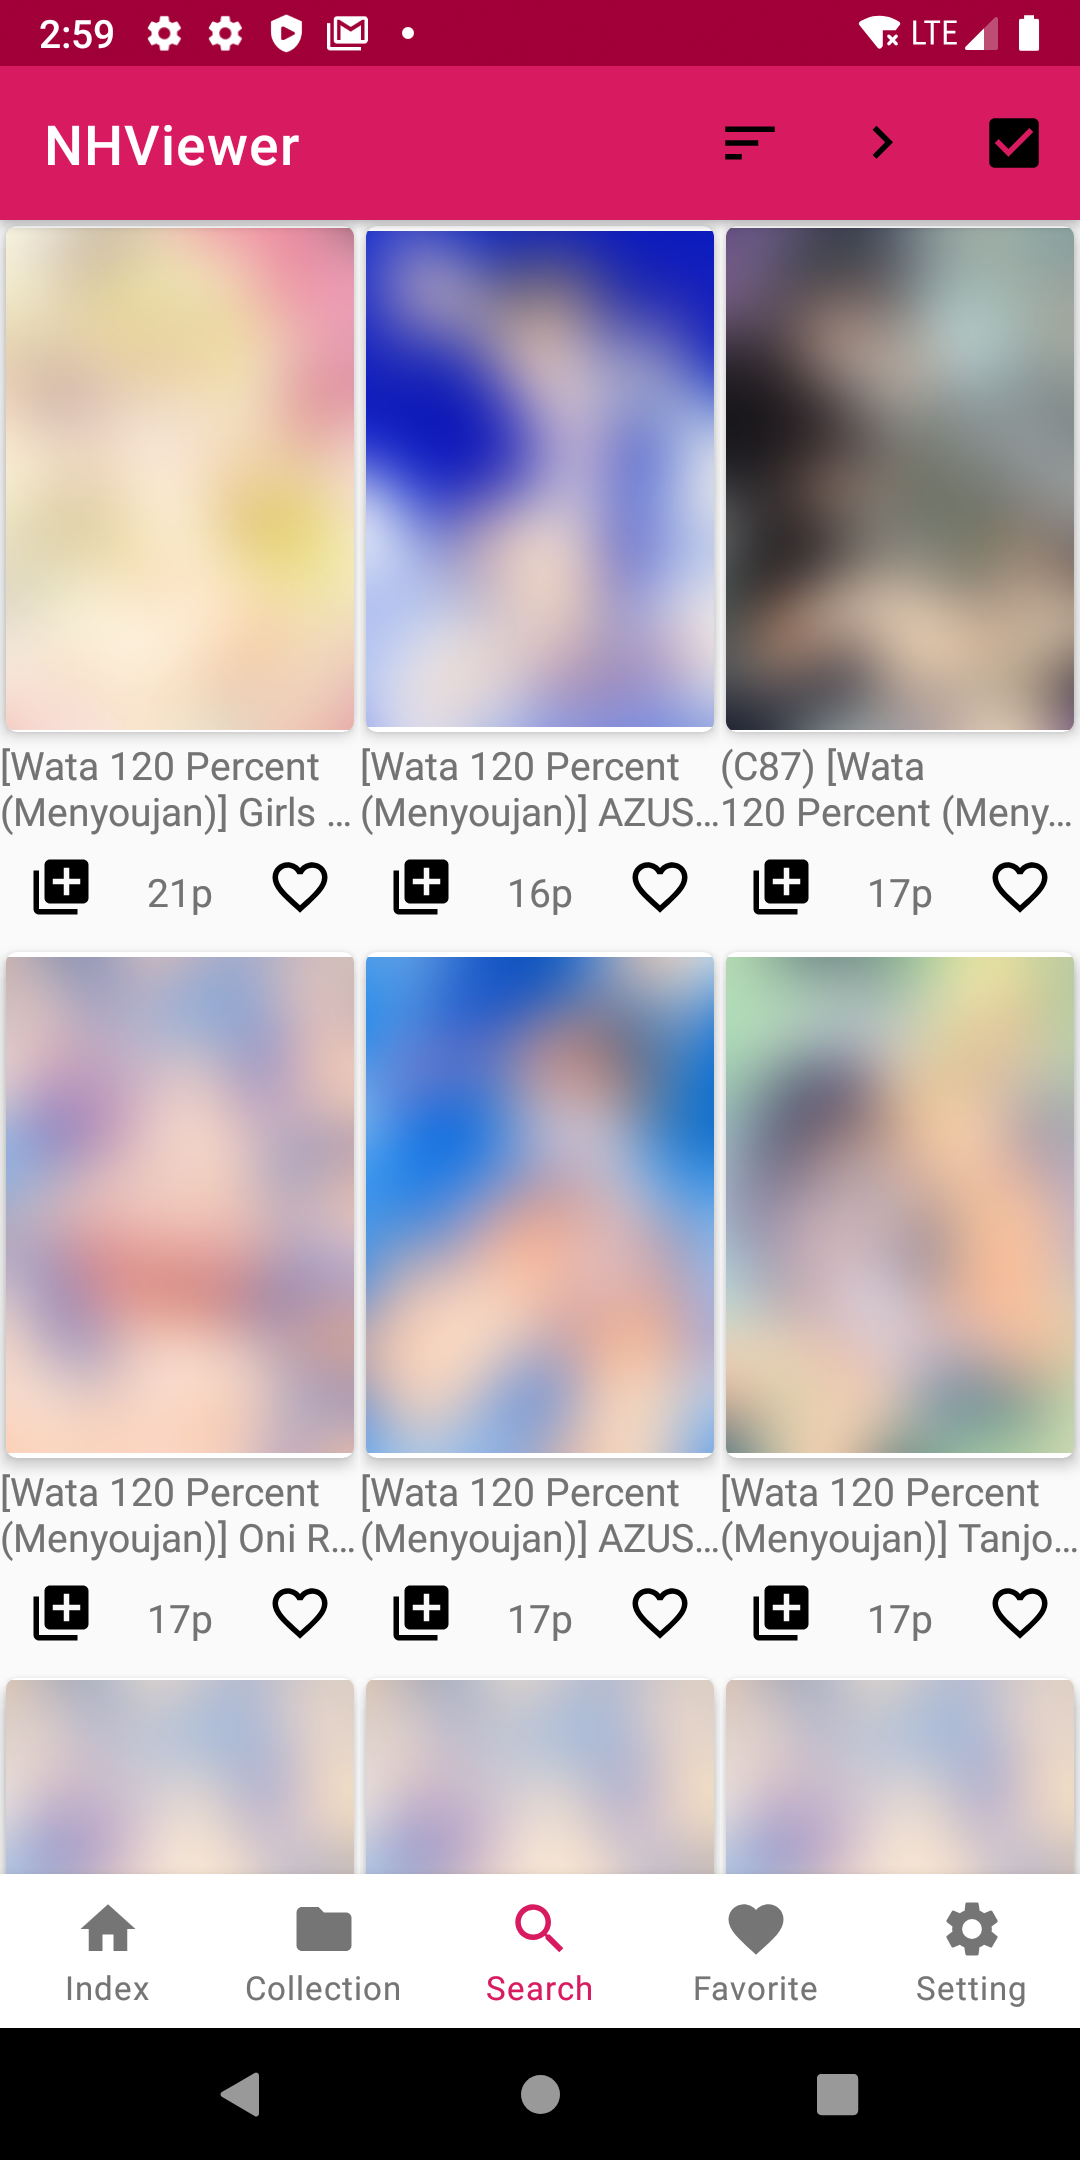 2:59 LTE
NHViewer
[Wata 120 Percent
(Menyoujan)] Girls ...
[Wata 120 Percent
(Menyoujan)] AZUS...
(C87) [Wata
120 Percent (Meny...
21p
16p
17p
[Wata 120 Percent
(Menyoujan)] Oni R...
[Wata 120 Percent
(Menyoujan)] AZUS...
[Wata 120 Percent
(Menyoujan)] Tanjo...
17p
17p
17p
Index
Collection
Search
Favorite
Setting